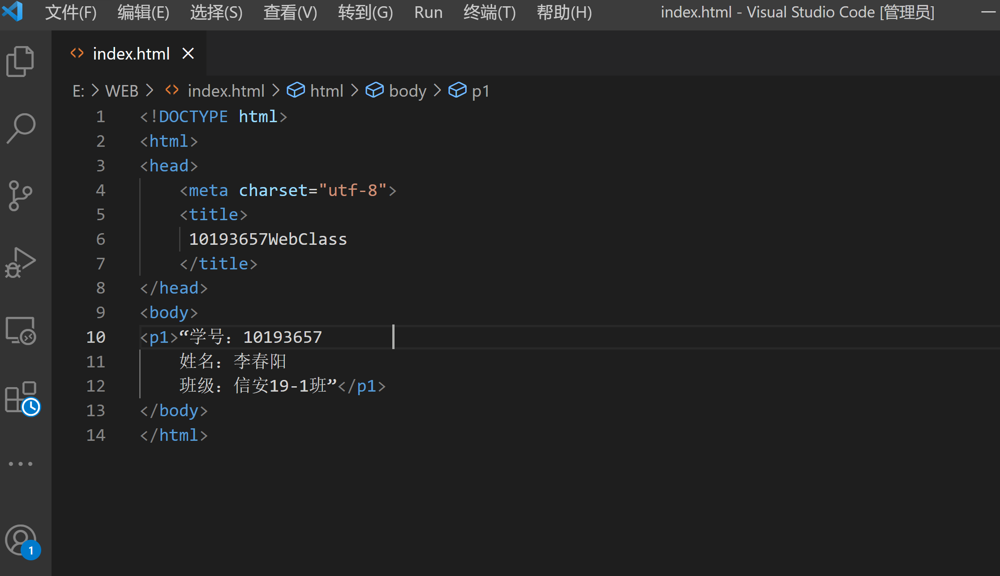 文件(F) 编辑(E) 选择(S) 查看(V) 转到(G) Run 终端(T) 帮助(H) index.html - Visual Studio Code [管理员]
index.html
E: > WEB > index.html > html > body > p1
1 <!DOCTYPE html>
2 <html>
3 <head>
4 <meta charset="utf-8">
5 <title>
6 10193657WebClass
7 </title>
8 </head>
9 <body>
10 <p1>“学号：10193657
11 姓名：李春阳
12 班级：信安19-1班”</p1>
13 </body>
14 </html>
1